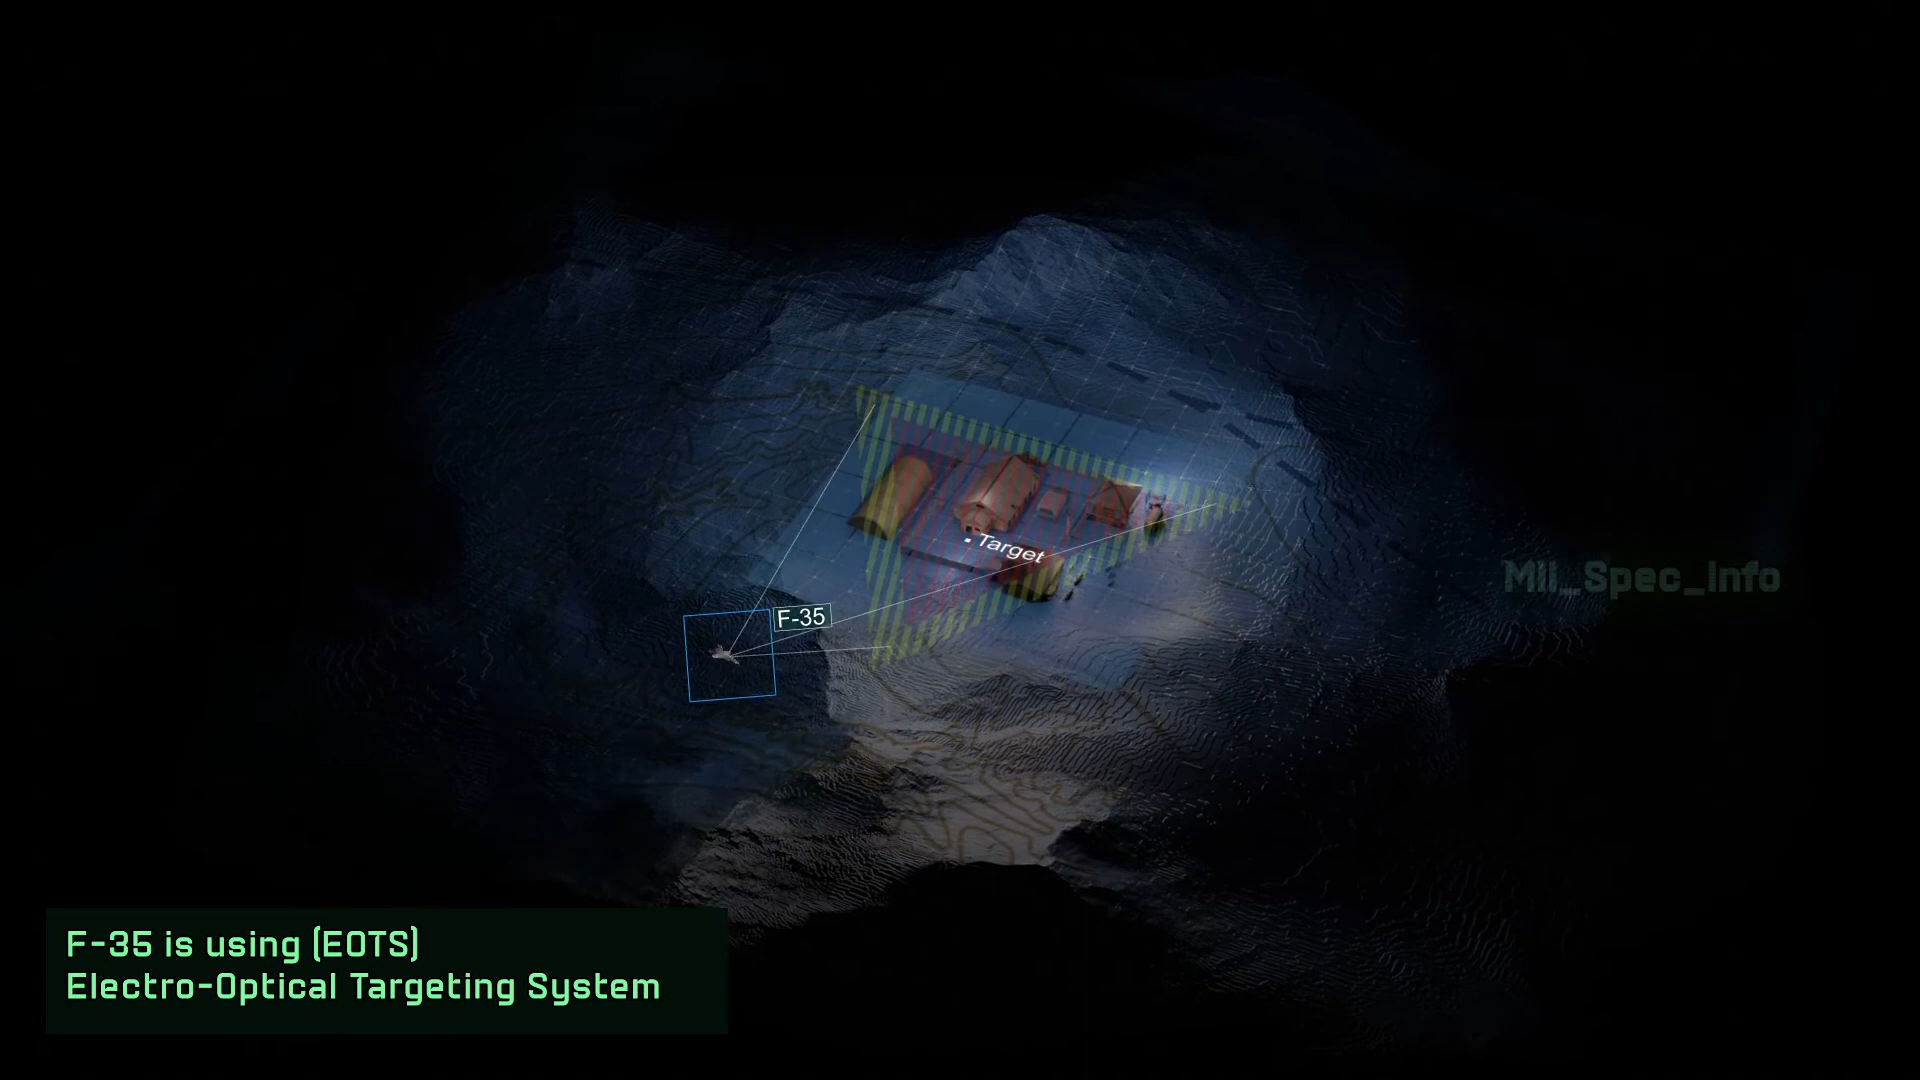 Target
F-35
Mil_Spec_Info
F-35 is using (EOTS)
Electro-Optical Targeting System